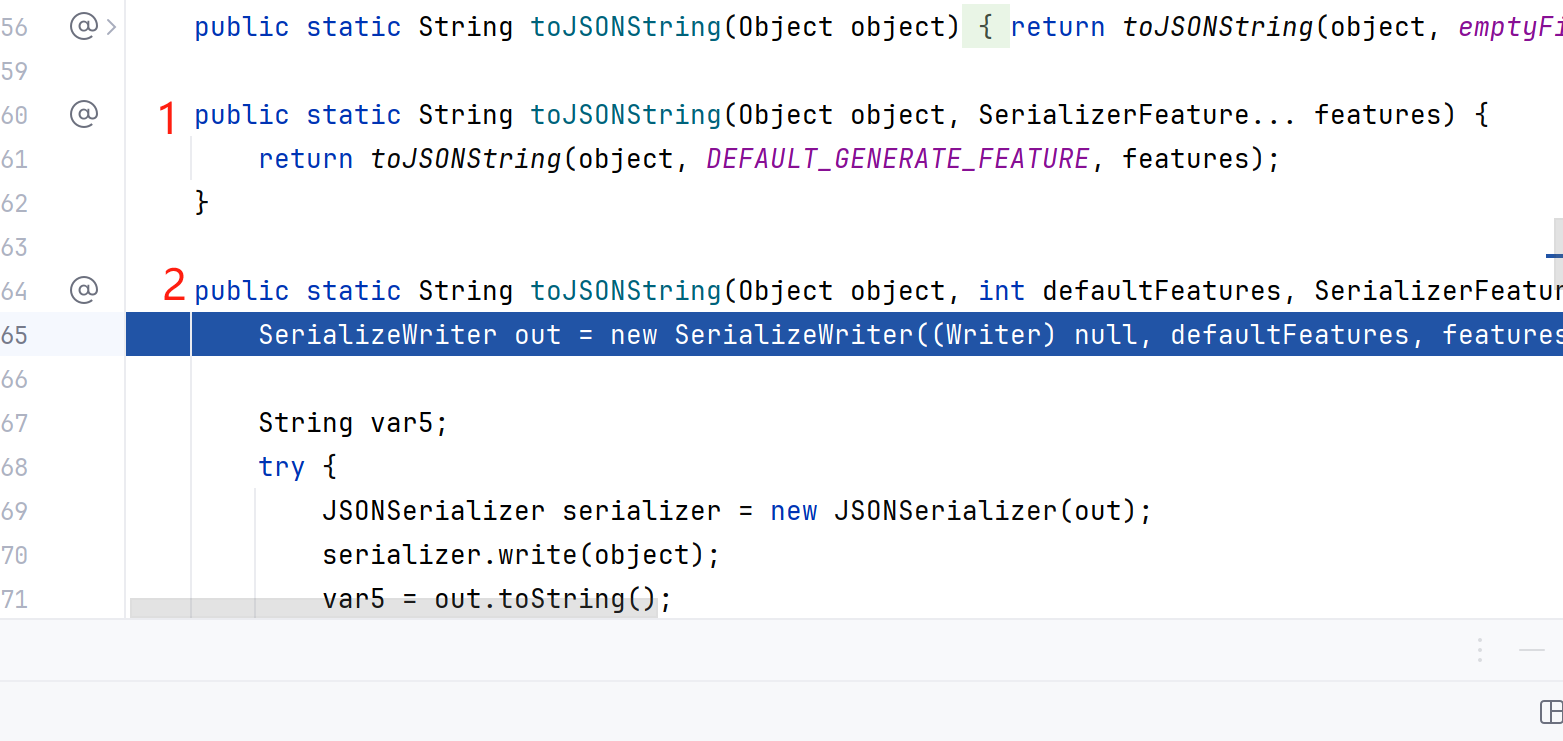 56 @ public static String toJSONString(Object object) { return toJSONString(object, emptyFi
59
60 @ 1 public static String toJSONString(Object object, SerializerFeature... features) {
61 return toJSONString(object, DEFAULT_GENERATE_FEATURE, features);
62 }
63
64 @ 2 public static String toJSONString(Object object, int defaultFeatures, SerializerFeatur
65 SerializeWriter out = new SerializeWriter((Writer) null, defaultFeatures, features
66
67 String var5;
68 try {
69 JSONSerializer serializer = new JSONSerializer(out);
70 serializer.write(object);
71 var5 = out.toString();